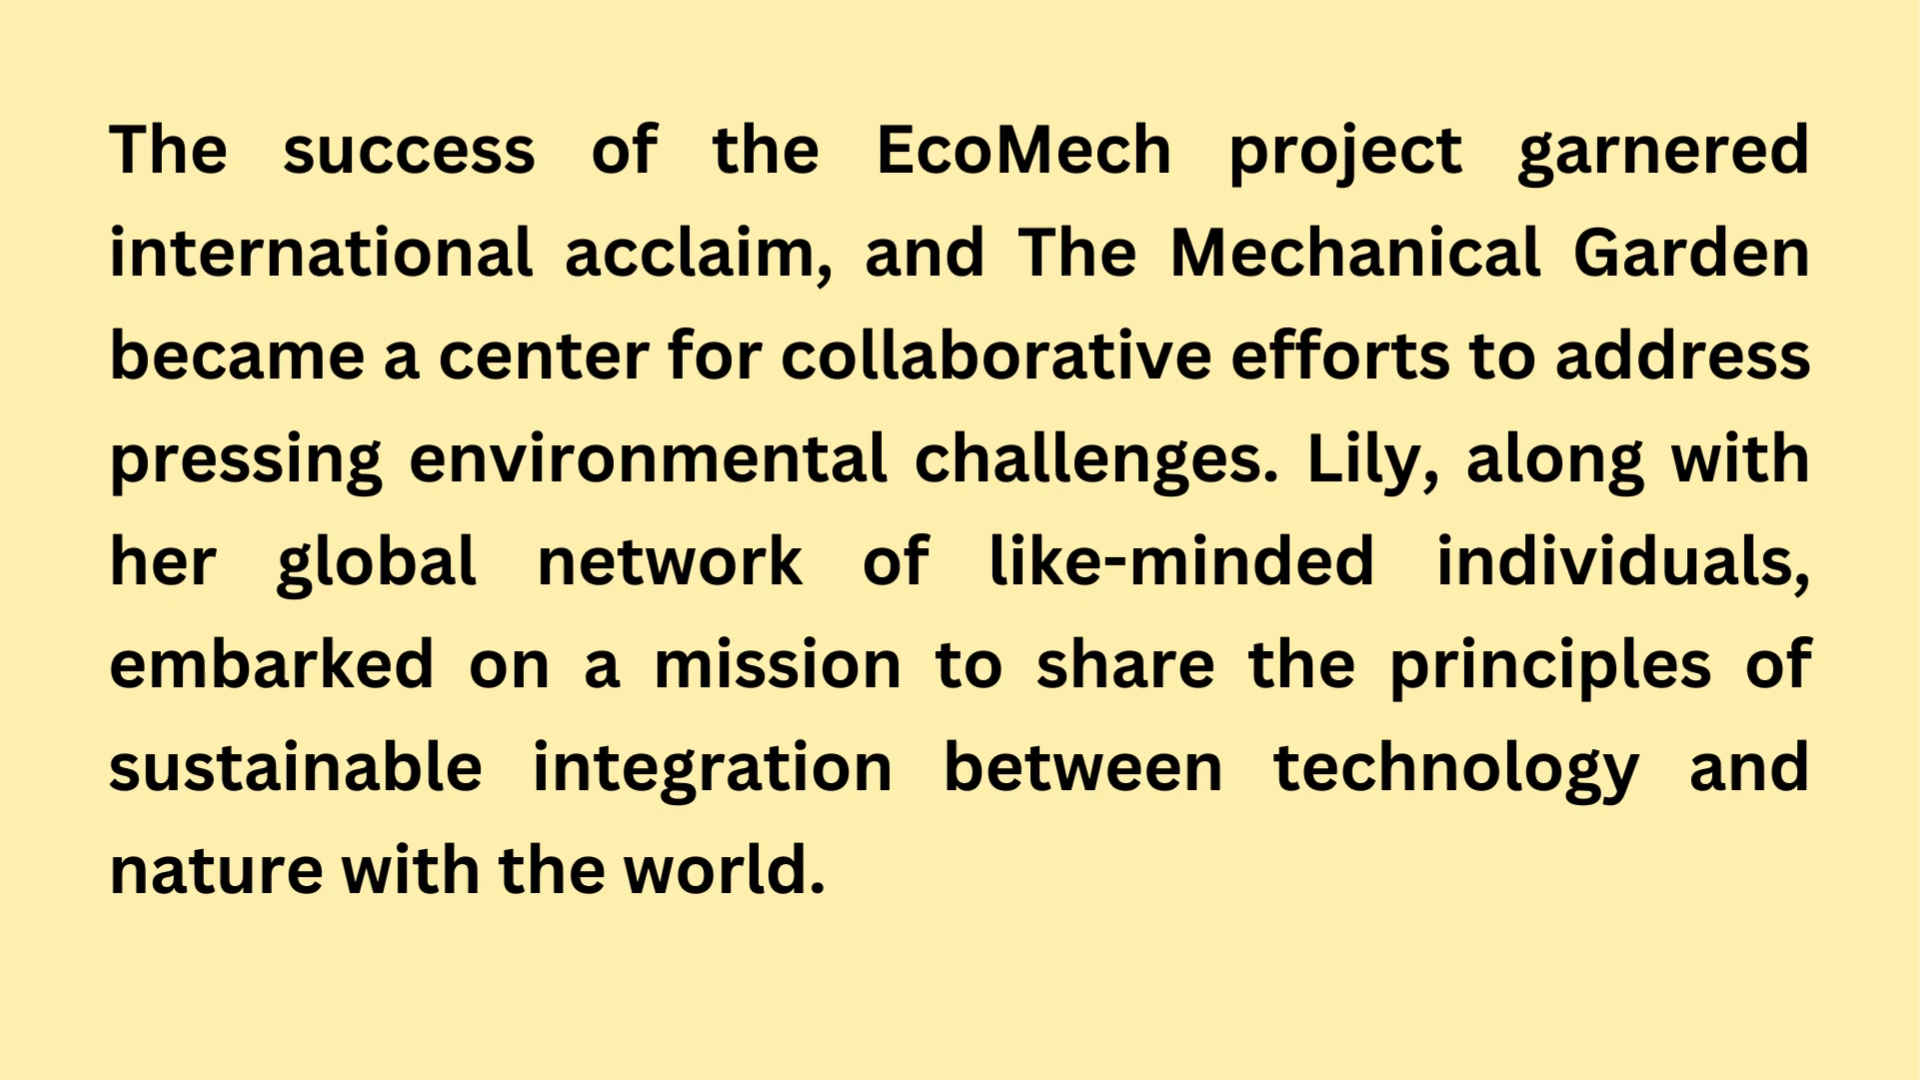 The success of the EcoMech project garnered
international acclaim, and The Mechanical Garden
became a center for collaborative efforts to address
pressing environmental challenges. Lily, along with
her global network of like-minded individuals,
embarked on a mission to share the principles of
sustainable integration between technology and
nature with the world.